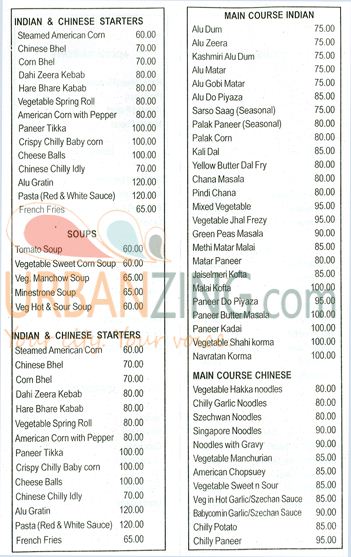 INDIAN & CHINESE STARTERS
Steamed American Corn 60.00
Chinese Bhel 70.00
Corn Bhel 70.00
Dahi Zeera Kebab 80.00
Hare Bhare Kabab 80.00
Vegetable Spring Roll 80.00
American Corn with Pepper 80.00
Paneer Tikka 100.00
Crispy Chilly Baby corn 100.00
Cheese Balls 100.00
Chinese Chilly Idly 70.00
Alu Gratin 120.00
Pasta (Red & White Sauce) 120.00
French Fries 65.00
SOUPS
Tomato Soup 60.00
Vegetable Sweet Corn Soup 60.00
Veg. Manchow Soup 65.00
Minestrone Soup 65.00
Veg Hot & Sour Soup 60.00
INDIAN & CHINESE STARTERS
Steamed American Corn 60.00
Chinese Bhel 70.00
Corn Bhel 70.00
Dahi Zeera Kebab 80.00
Hare Bhare Kabab 80.00
Vegetable Spring Roll 80.00
American Corn with Pepper 80.00
Paneer Tikka 100.00
Crispy Chilly Baby corn 100.00
Cheese Balls 100.00
Chinese Chilly Idly 70.00
Alu Gratin 120.00
Pasta (Red & White Sauce) 120.00
French Fries 65.00
MAIN COURSE INDIAN
Alu Dum 75.00
Alu Zeera 75.00
Kashmiri Alu Dum 75.00
Alu Matar 75.00
Alu Gobi Matar 75.00
Alu Do Piyaza 85.00
Sarso Saag (Seasonal) 75.00
Palak Paneer (Seasonal) 80.00
Palak Corn 80.00
Kali Dal 85.00
Yellow Butter Dal Fry 80.00
Chana Masala 80.00
Pindi Chana 80.00
Mixed Vegetable 95.00
Vegetable Jhal Frezy 95.00
Green Peas Masala 90.00
Methi Matar Malai 85.00
Matar Paneer 80.00
Jaiselmeri Kofta 85.00
Malai Kofta
Paneer Do Piyaza 95.00
Paneer Butter Masala 100.00
Paneer Kadai 100.00
Vegetable Shahi korma 100.00
Navratan Korma 100.00
MAIN COURSE CHINESE
Vegetable Hakka noodles 80.00
Chilly Garlic Noodles 80.00
Szechwan Noodles 80.00
Singapore Noodles 90.00
Noodles with Gravy 90.00
Vegetable Manchurian 85.00
American Chopsuey 85.00
Vegetable Sweet n Sour 85.00
Veg in Hot Garlic/Szechan Sauce 85.00
Babycorn in Garlic/Szechan Sauce 90.00
Chilly Potato 85.00
Chilly Paneer 95.00
URBANZING.com